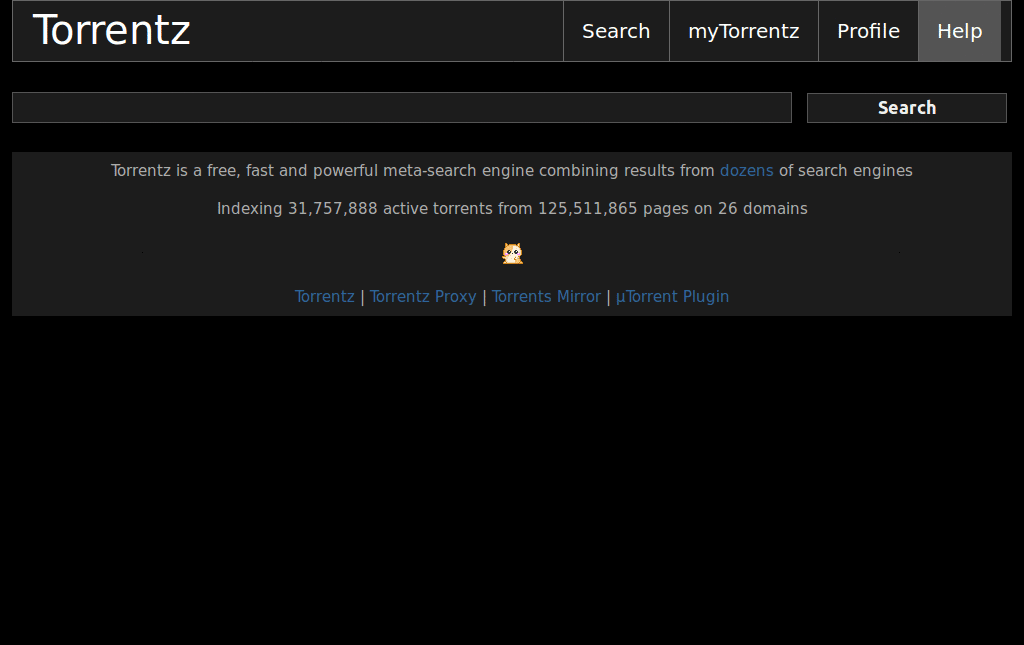 Torrentz
Search
myTorrentz
Profile
Help
Search
Torrentz is a free, fast and powerful meta-search engine combining results from dozens of search engines
Indexing 31,757,888 active torrents from 125,511,865 pages on 26 domains
Torrentz | Torrentz Proxy | Torrents Mirror | µTorrent Plugin